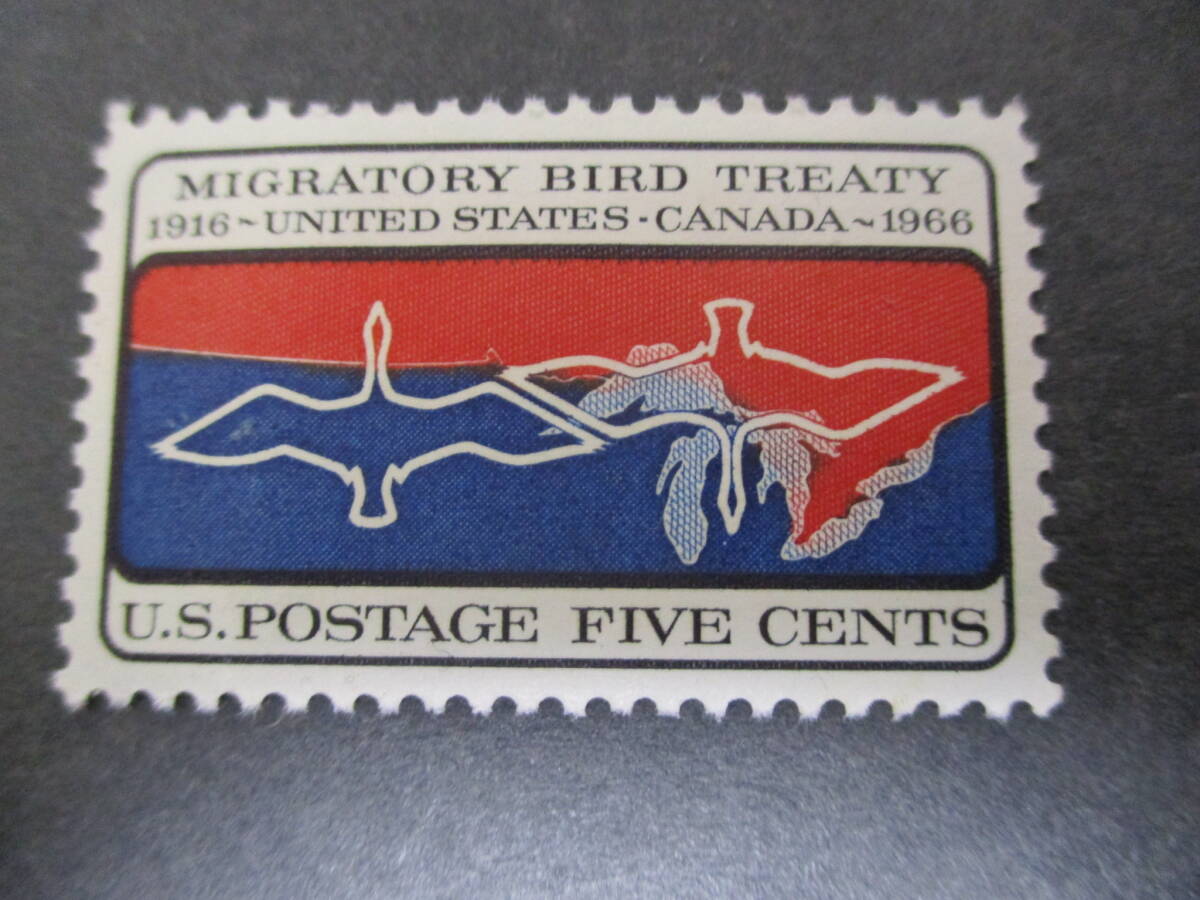 MIGRATORY BIRD TREATY
1916~UNITED STATES-CANADA~1966
U.S. POSTAGE FIVE CENTS